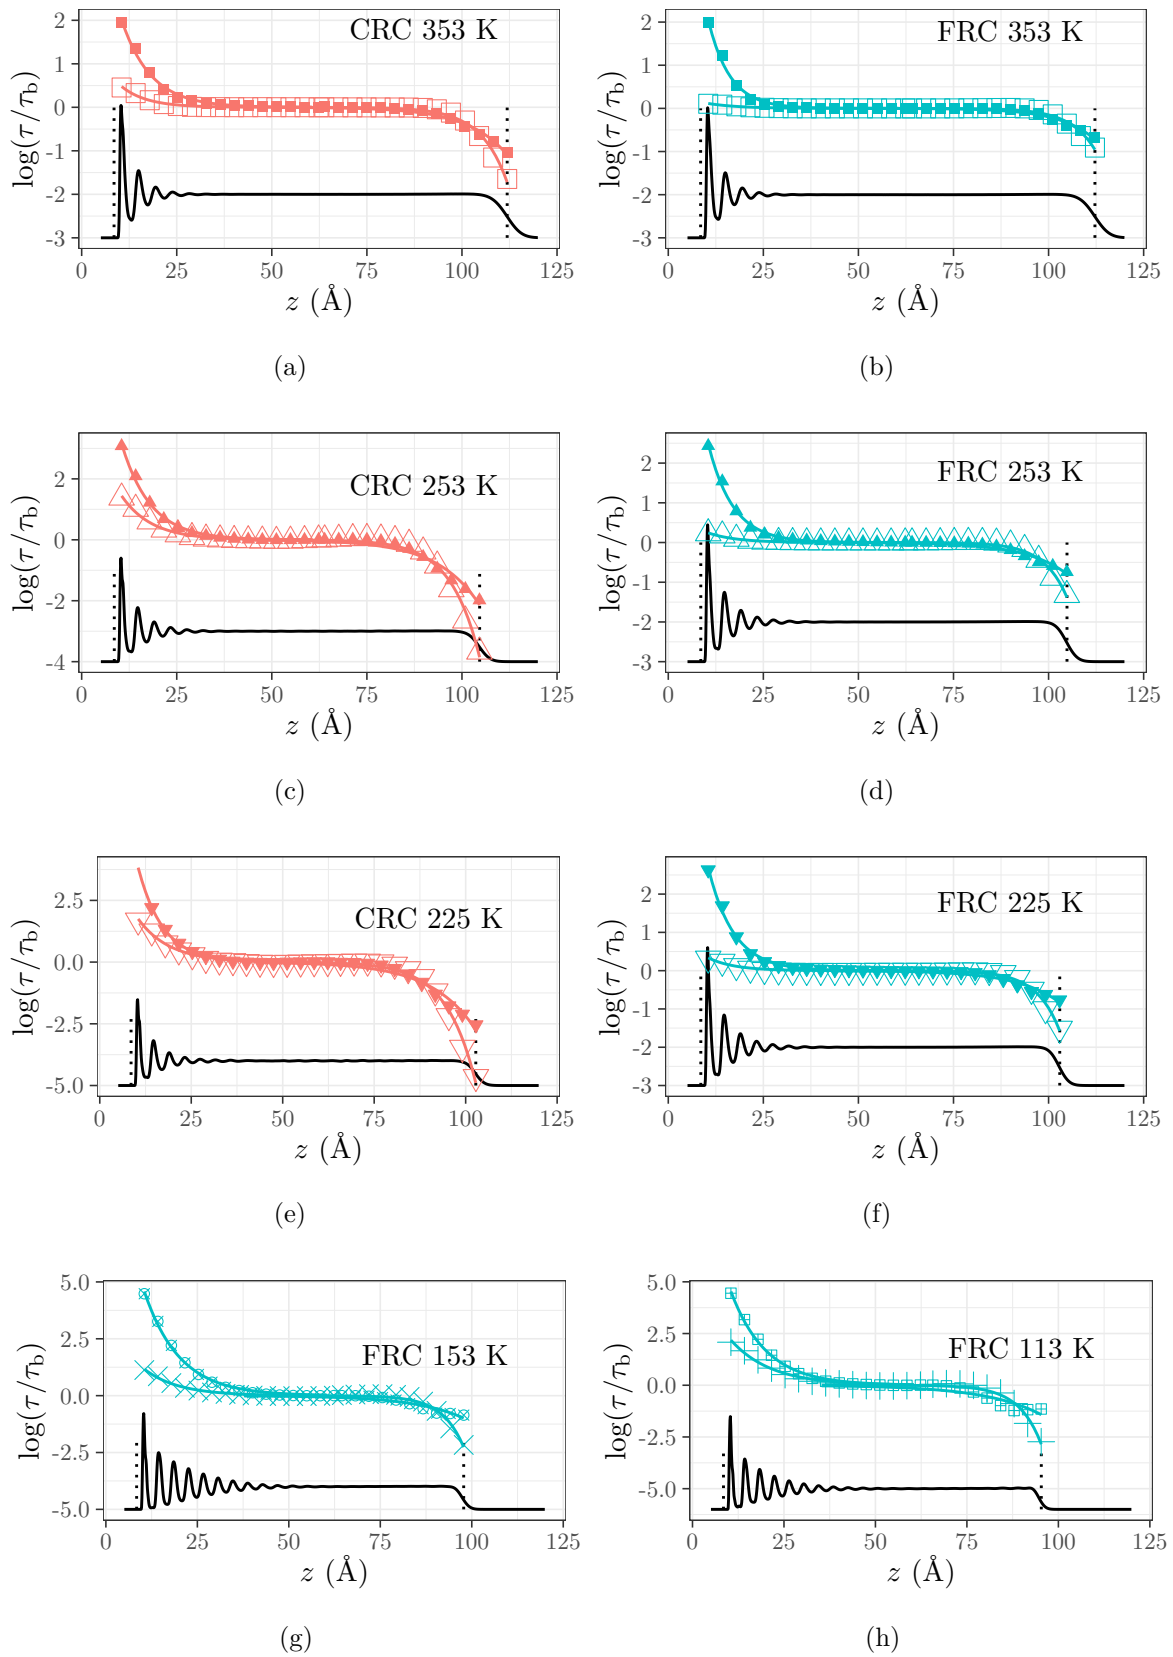 CRC 353 K
log(τ/τb)
2
1
0
-1
-2
-3
0 25 50 75 100 125
z (Å)
(a)
FRC 353 K
log(τ/τb)
2
1
0
-1
-2
-3
0 25 50 75 100 125
z (Å)
(b)
CRC 253 K
log(τ/τb)
2
0
-2
-4
0 25 50 75 100 125
z (Å)
(c)
FRC 253 K
log(τ/τb)
2
1
0
-1
-2
-3
0 25 50 75 100 125
z (Å)
(d)
CRC 225 K
log(τ/τb)
2.5
0.0
-2.5
-5.0
0 25 50 75 100 125
z (Å)
(e)
FRC 225 K
log(τ/τb)
2
1
0
-1
-2
-3
0 25 50 75 100 125
z (Å)
(f)
FRC 153 K
log(τ/τb)
5.0
2.5
0.0
-2.5
-5.0
0 25 50 75 100 125
z (Å)
(g)
FRC 113 K
log(τ/τb)
5.0
2.5
0.0
-2.5
-5.0
0 25 50 75 100 125
z (Å)
(h)